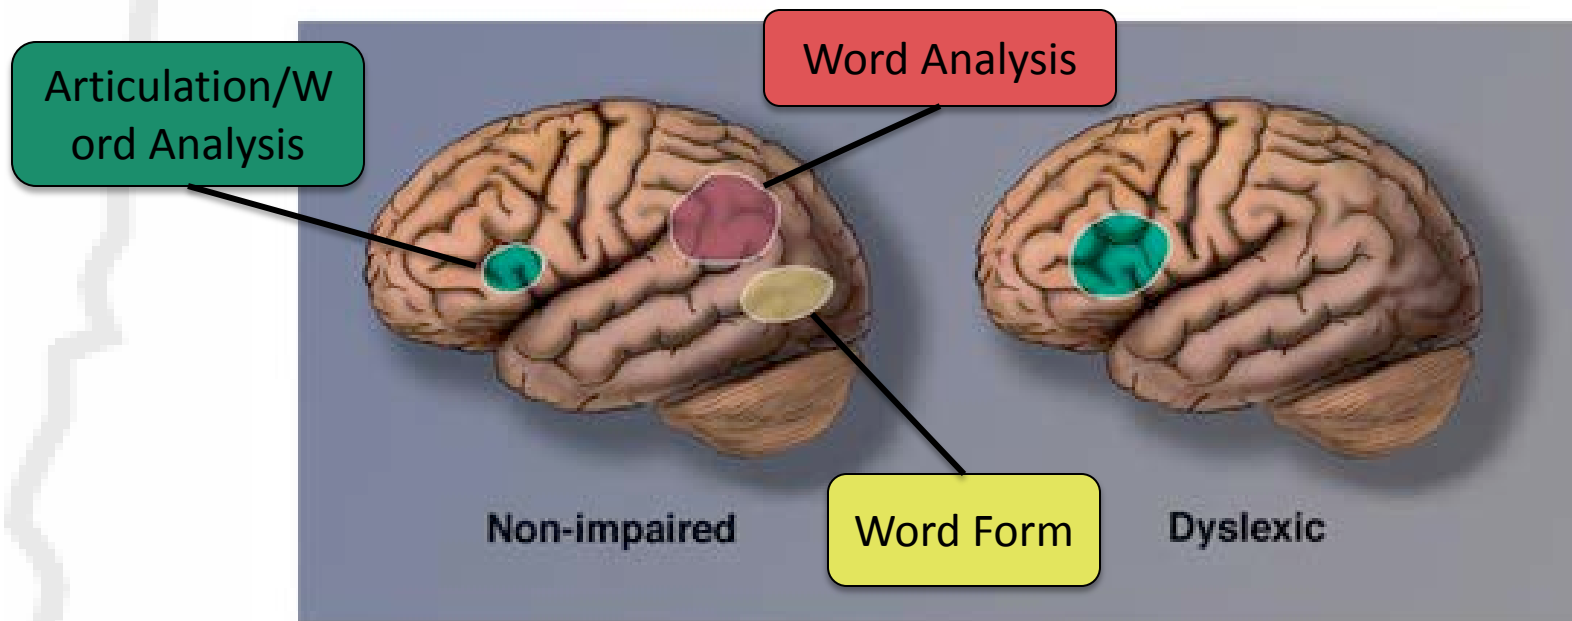 Word Analysis
Articulation/W
ord Analysis
Non-impaired
Word Form
Dyslexic